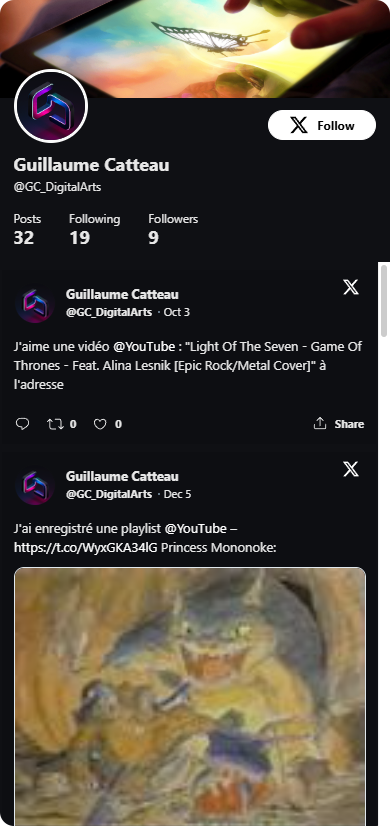 Follow
Guillaume Catteau
@GC_DigitalArts
Posts Following Followers
32 19 9
Guillaume Catteau
@GC_DigitalArts · Oct 3
J'aime une vidéo @YouTube : "Light Of The Seven - Game Of
Thrones - Feat. Alina Lesnik [Epic Rock/Metal Cover]" à
l'adresse
0 0 Share
Guillaume Catteau
@GC_DigitalArts · Dec 5
J'ai enregistré une playlist @YouTube –
https://t.co/WyxGKA34lG Princess Mononoke: